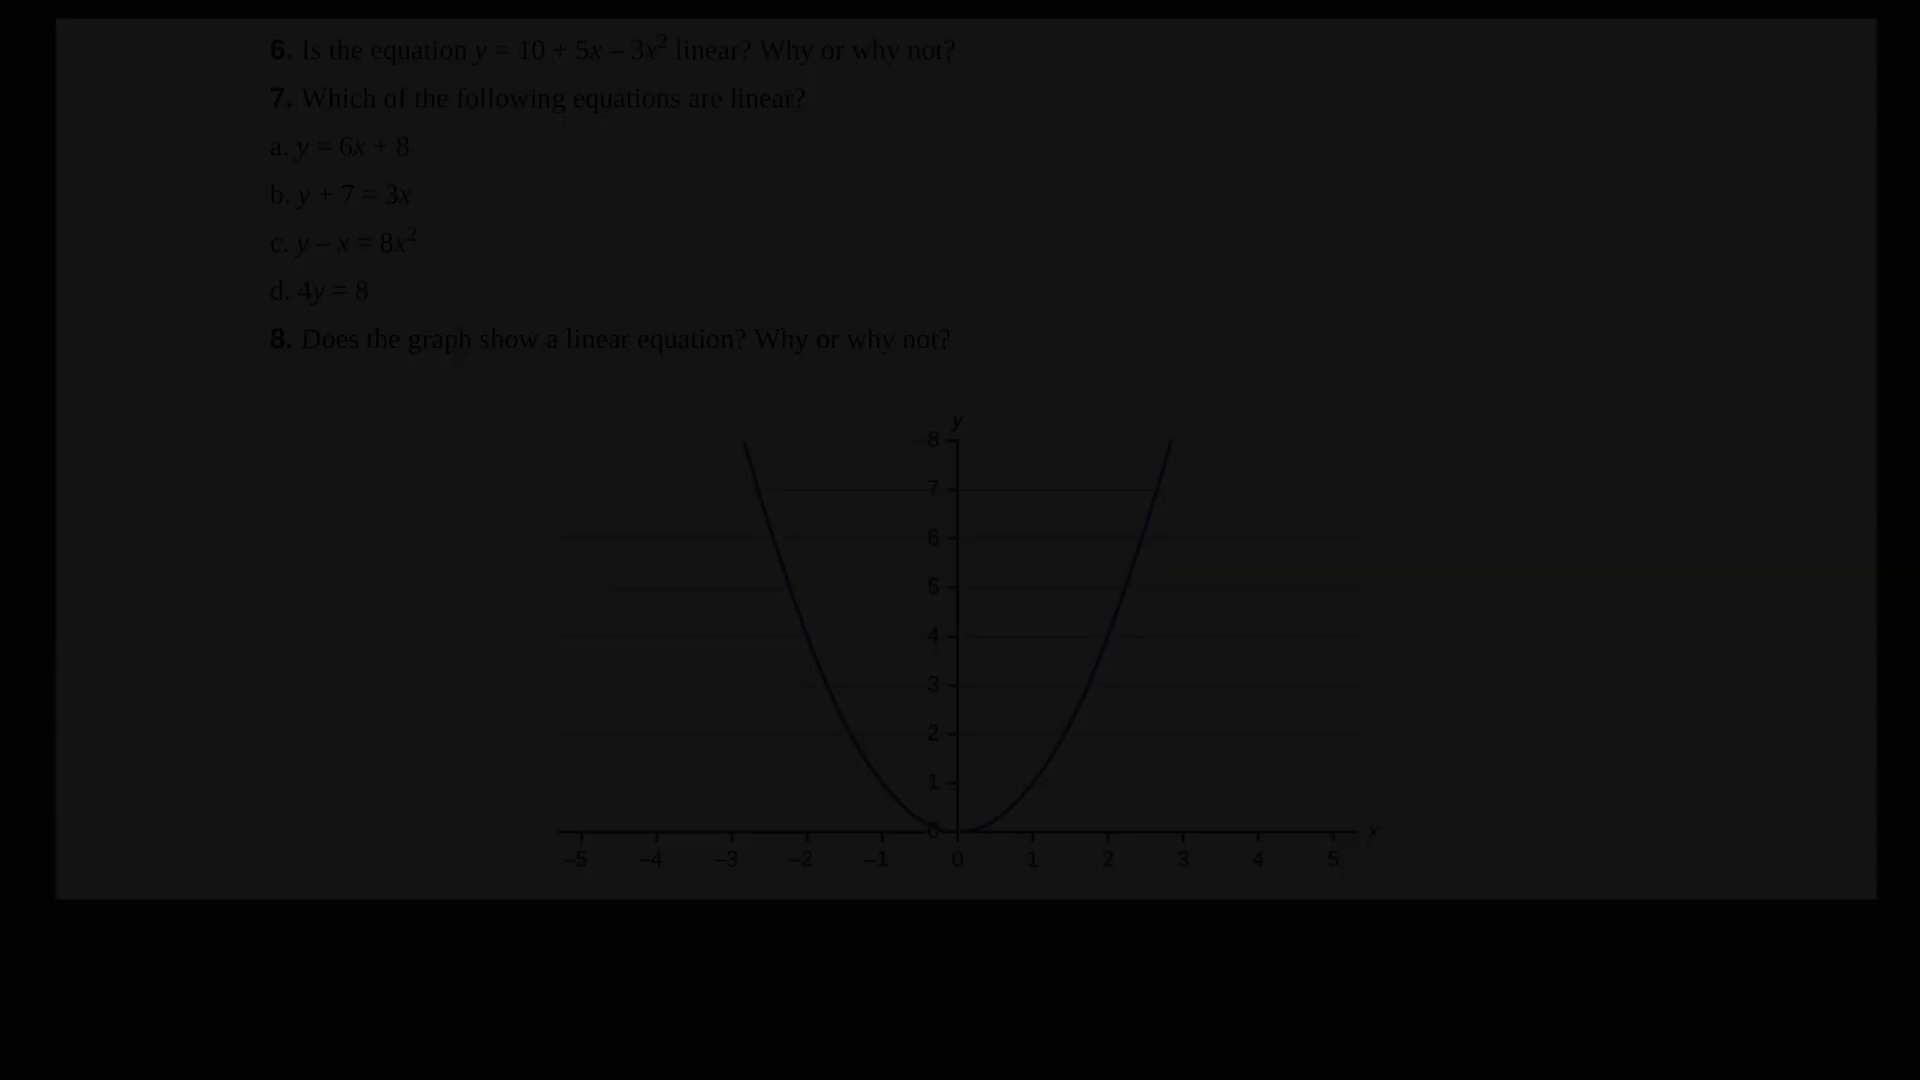 6. Is the equation y = 10 + 5x – 3x² linear? Why or why not?
7. Which of the following equations are linear?
a. y = 6x + 8
b. y + 7 = 3x
c. y – x = 8x²
d. 4y = 8
8. Does the graph show a linear equation? Why or why not?
y
8
7
6
5
4
3
2
1
0
x
–5 –4 –3 –2 –1 0 1 2 3 4 5